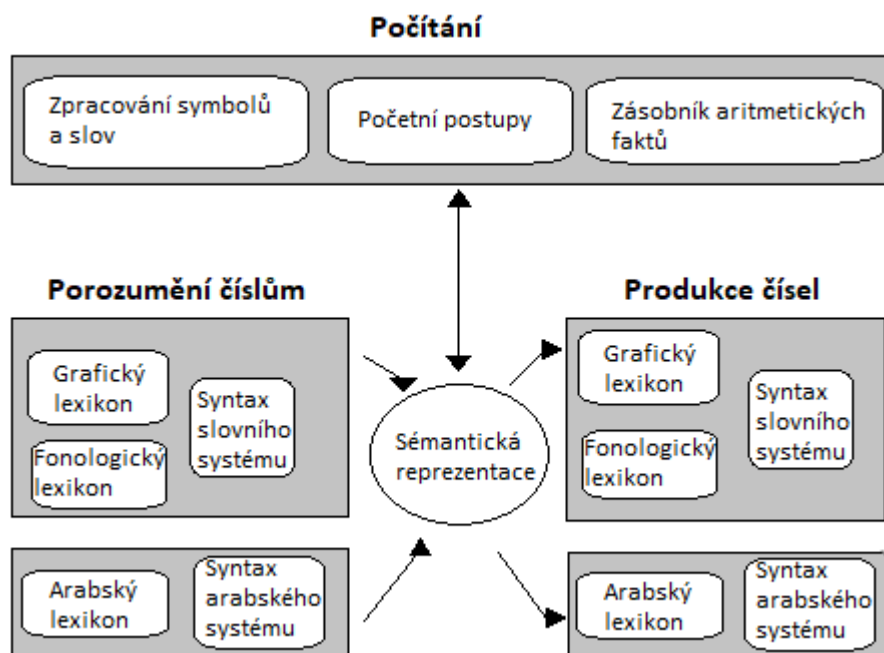 Počítání
Zpracování symbolů
a slov
Početní postupy
Zásobník aritmetických
faktů
Porozumění číslům
Grafický
lexikon
Fonologický
lexikon
Syntax
slovního
systému
Arabský
lexikon
Syntax
arabského
systému
Sémantická
reprezentace
Produkce čísel
Grafický
lexikon
Fonologický
lexikon
Syntax
slovního
systému
Arabský
lexikon
Syntax
arabského
systému